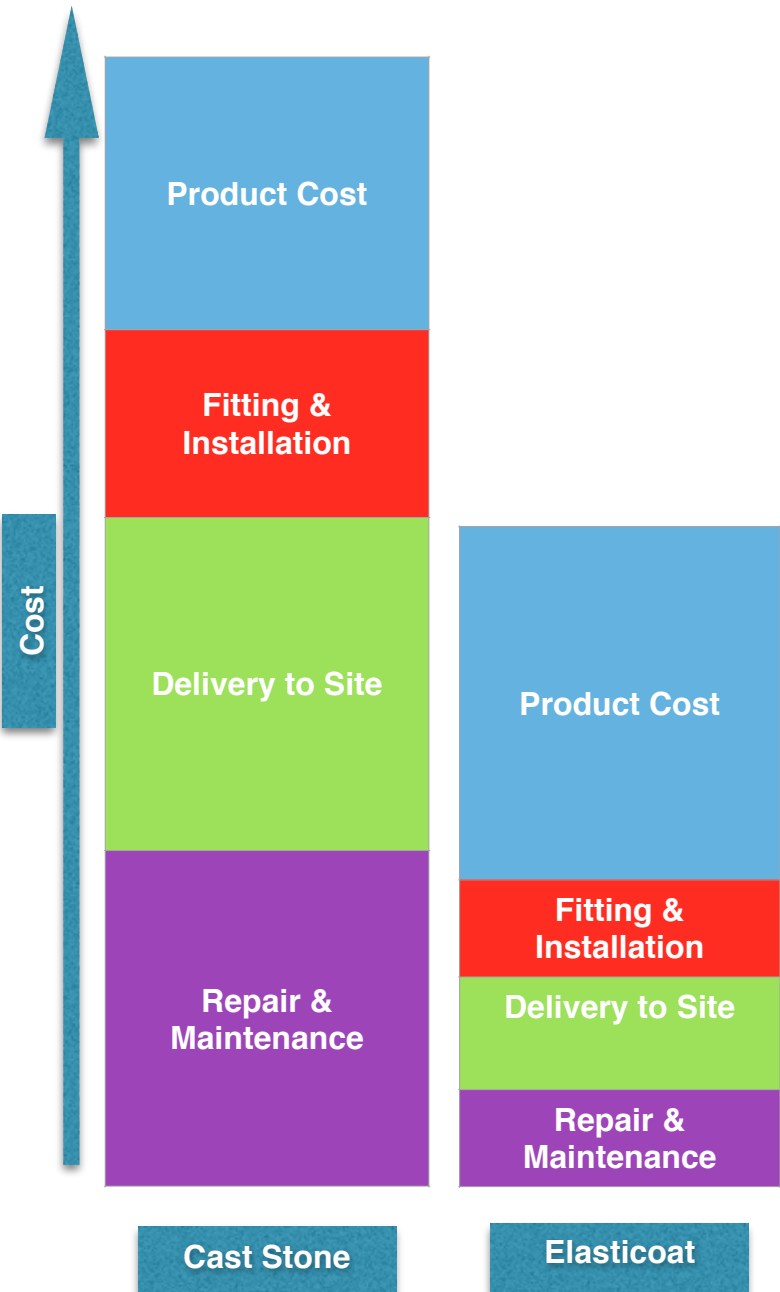 Cost
Product Cost
Fitting &
Installation
Delivery to Site
Repair &
Maintenance
Cast Stone
Product Cost
Fitting &
Installation
Delivery to Site
Repair &
Maintenance
Elasticoat